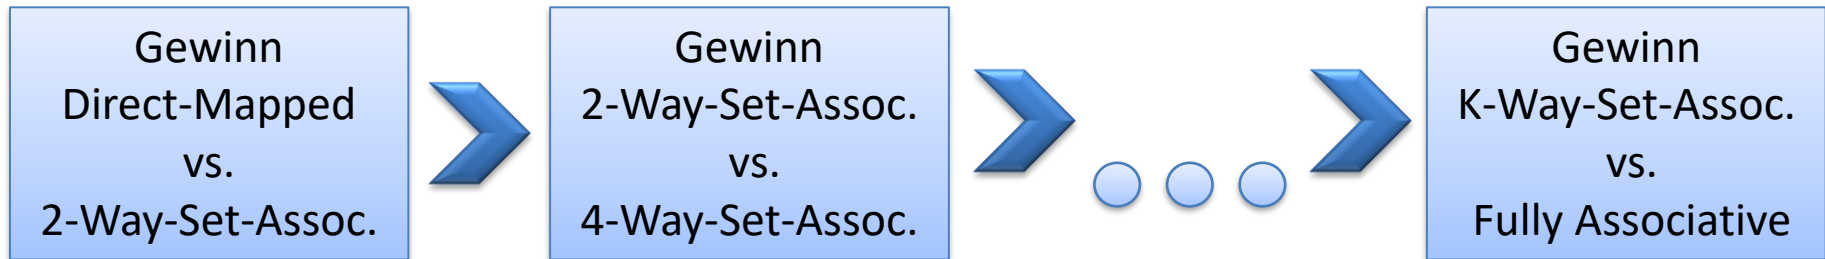 Gewinn
Direct-Mapped
vs.
2-Way-Set-Assoc.
Gewinn
2-Way-Set-Assoc.
vs.
4-Way-Set-Assoc.
Gewinn
K-Way-Set-Assoc.
vs.
Fully Associative